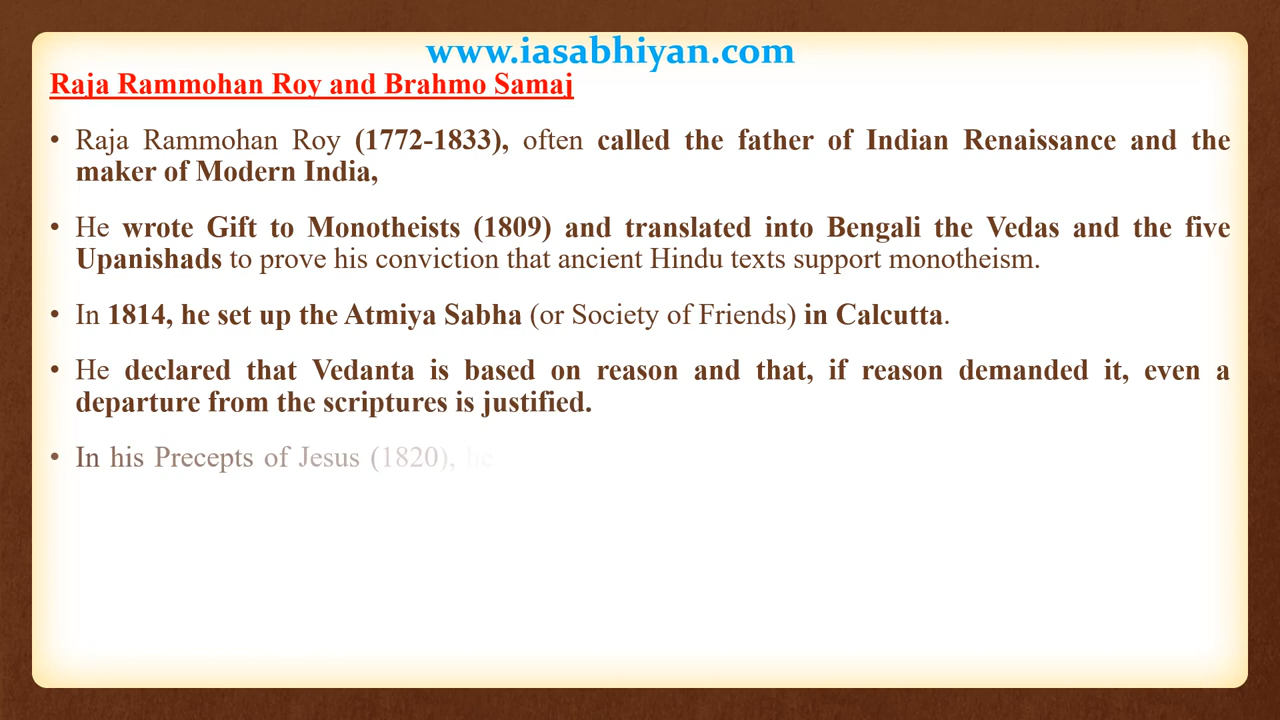 www.iasabhiyan.com
Raja Rammohan Roy and Brahmo Samaj
• Raja Rammohan Roy (1772-1833), often called the father of Indian Renaissance and the
maker of Modern India,
• He wrote Gift to Monotheists (1809) and translated into Bengali the Vedas and the five
Upanishads to prove his conviction that ancient Hindu texts support monotheism.
• In 1814, he set up the Atmiya Sabha (or Society of Friends) in Calcutta.
• He declared that Vedanta is based on reason and that, if reason demanded it, even a
departure from the scriptures is justified.
• In his Precepts of Jesus (1820), he